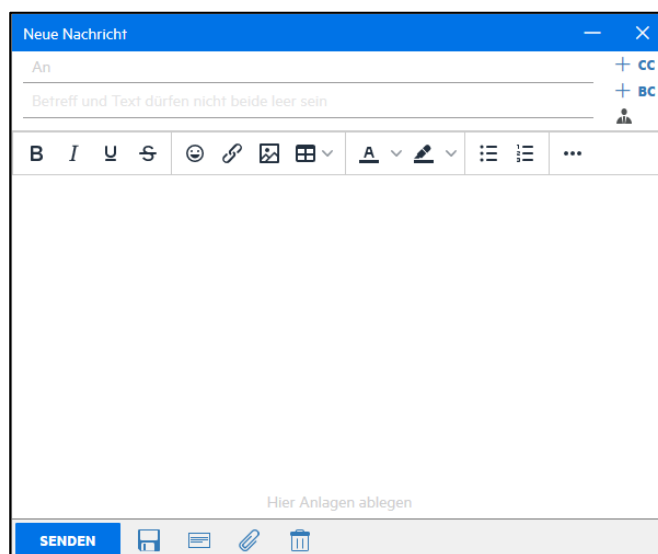 Neue Nachricht
An
+ CC
Betreff und Text dürfen nicht beide leer sein
+ BC
B I U S A
Hier Anlagen ablegen
SENDEN